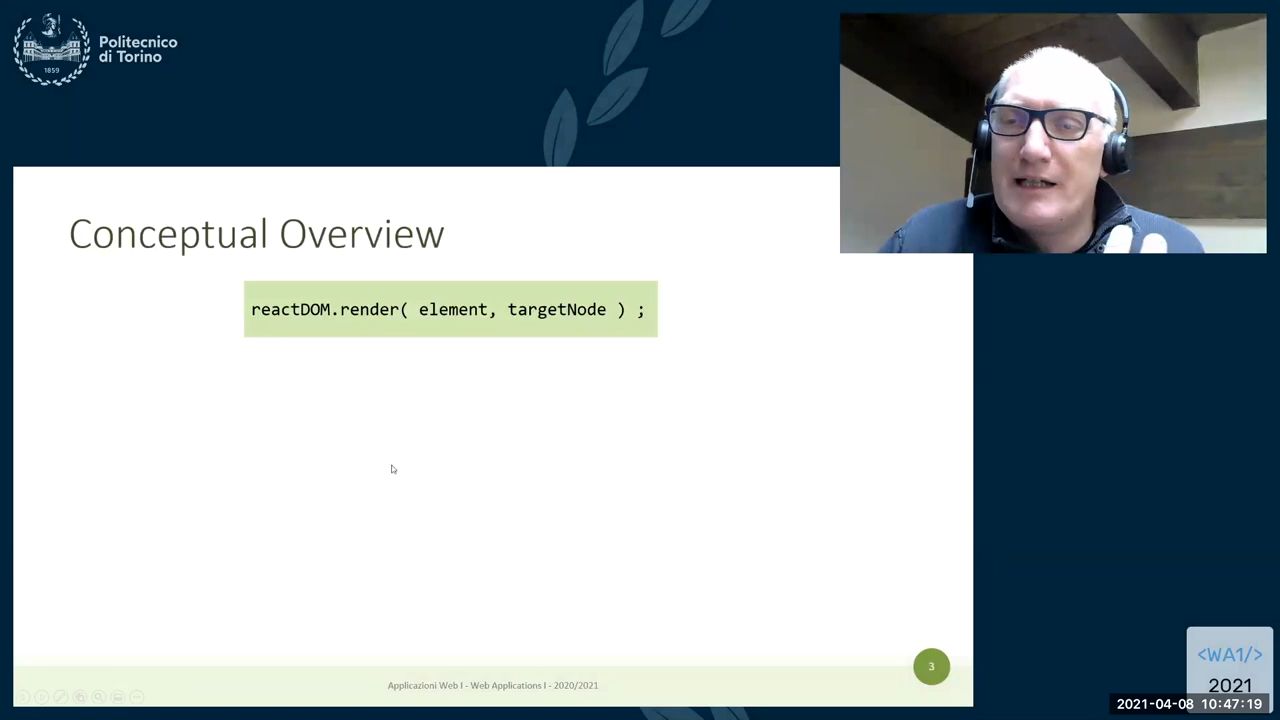 Politecnico
di Torino
1859
Conceptual Overview
reactDOM.render( element, targetNode ) ;
3
Applicazioni Web I - Web Applications I - 2020/2021
<WA1/>
2021
2021-04-08 10:47:19